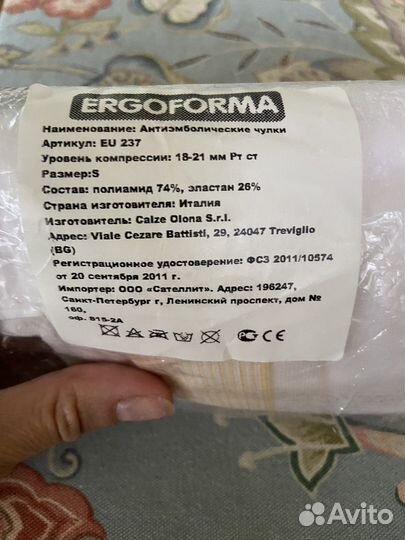 ERGOFORMA
Наименование: Антиэмболические чулки
Артикул: EU 237
Уровень компрессии: 18-21 мм Рт ст
Размер:S
Состав: полиамид 74%, эластан 26%
Страна изготовителя: Италия
Изготовитель: Calze Olona S.r.l.
Адрес: Viale Cezare Battisti, 29, 24047 Treviglio
(BG)
Регистрационное удостоверение: ФСЗ 2011/10574
от 20 сентября 2011 г.
Импортер: ООО «Сателлит». Адрес: 196247,
Санкт-Петербург г, Ленинский проспект, дом №
160,
оф. 815-2А
РС CE
Avito